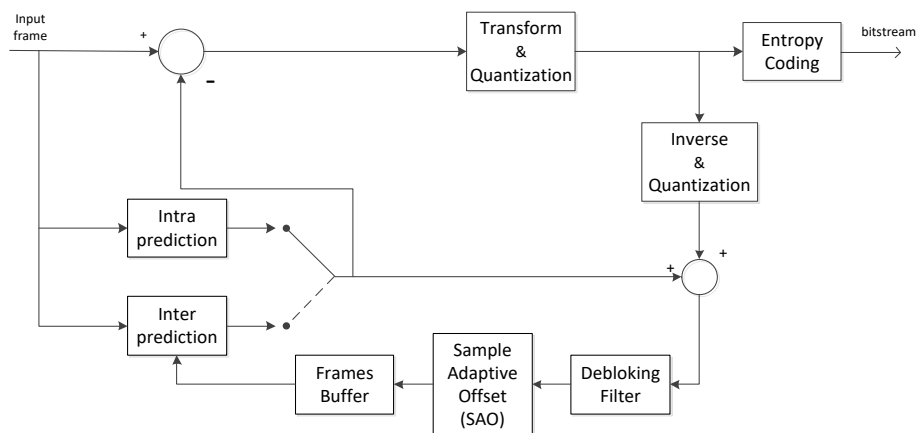 Input
frame
+
-
Transform
&
Quantization
Entropy
Coding
bitstream
Inverse
&
Quantization
Intra
prediction
+
+
Inter
prediction
Frames
Buffer
Sample
Adaptive
Offset
(SAO)
Debloking
Filter